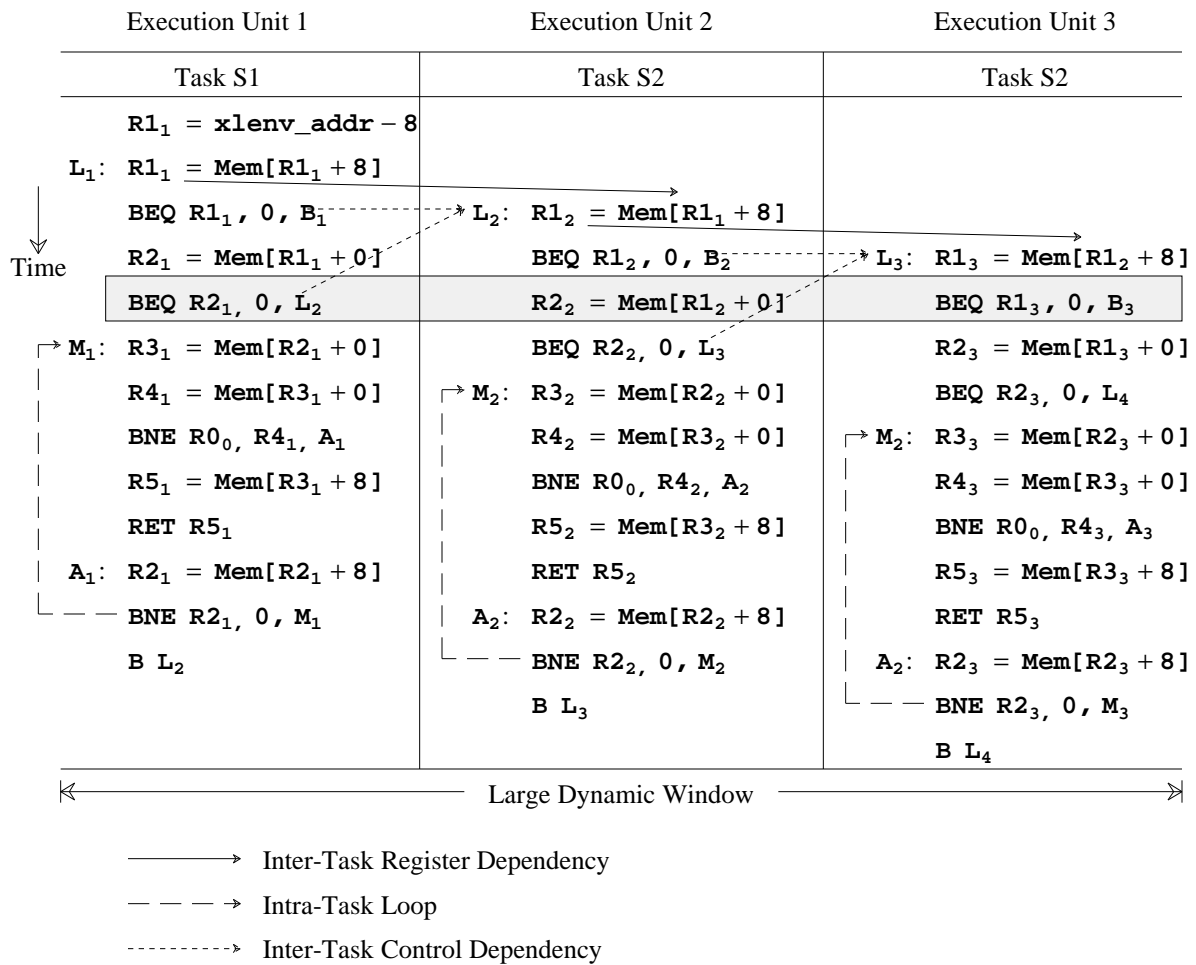 Execution Unit 1 Execution Unit 2 Execution Unit 3
Task S1 Task S2 Task S2
R1₁ = xlenv_addr − 8
L₁: R1₁ = Mem[R1₁ + 8]
BEQ R1₁, 0, B₁ L₂: R1₂ = Mem[R1₁ + 8]
Time
R2₁ = Mem[R1₁ + 0] BEQ R1₂, 0, B₂ L₃: R1₃ = Mem[R1₂ + 8]
BEQ R2₁, 0, L₂ R2₂ = Mem[R1₂ + 0] BEQ R1₃, 0, B₃
M₁: R3₁ = Mem[R2₁ + 0] BEQ R2₂, 0, L₃ R2₃ = Mem[R1₃ + 0]
R4₁ = Mem[R3₁ + 0] M₂: R3₂ = Mem[R2₂ + 0] BEQ R2₃, 0, L₄
BNE R0₀, R4₁, A₁ R4₂ = Mem[R3₂ + 0] M₂: R3₃ = Mem[R2₃ + 0]
R5₁ = Mem[R3₁ + 8] BNE R0₀, R4₂, A₂ R4₃ = Mem[R3₃ + 0]
RET R5₁ R5₂ = Mem[R3₂ + 8] BNE R0₀, R4₃, A₃
A₁: R2₁ = Mem[R2₁ + 8] RET R5₂ R5₃ = Mem[R3₃ + 8]
BNE R2₁, 0, M₁ A₂: R2₂ = Mem[R2₂ + 8] RET R5₃
B L₂ BNE R2₂, 0, M₂ A₂: R2₃ = Mem[R2₃ + 8]
B L₃ BNE R2₃, 0, M₃
B L₄
Large Dynamic Window
Inter-Task Register Dependency
Intra-Task Loop
Inter-Task Control Dependency